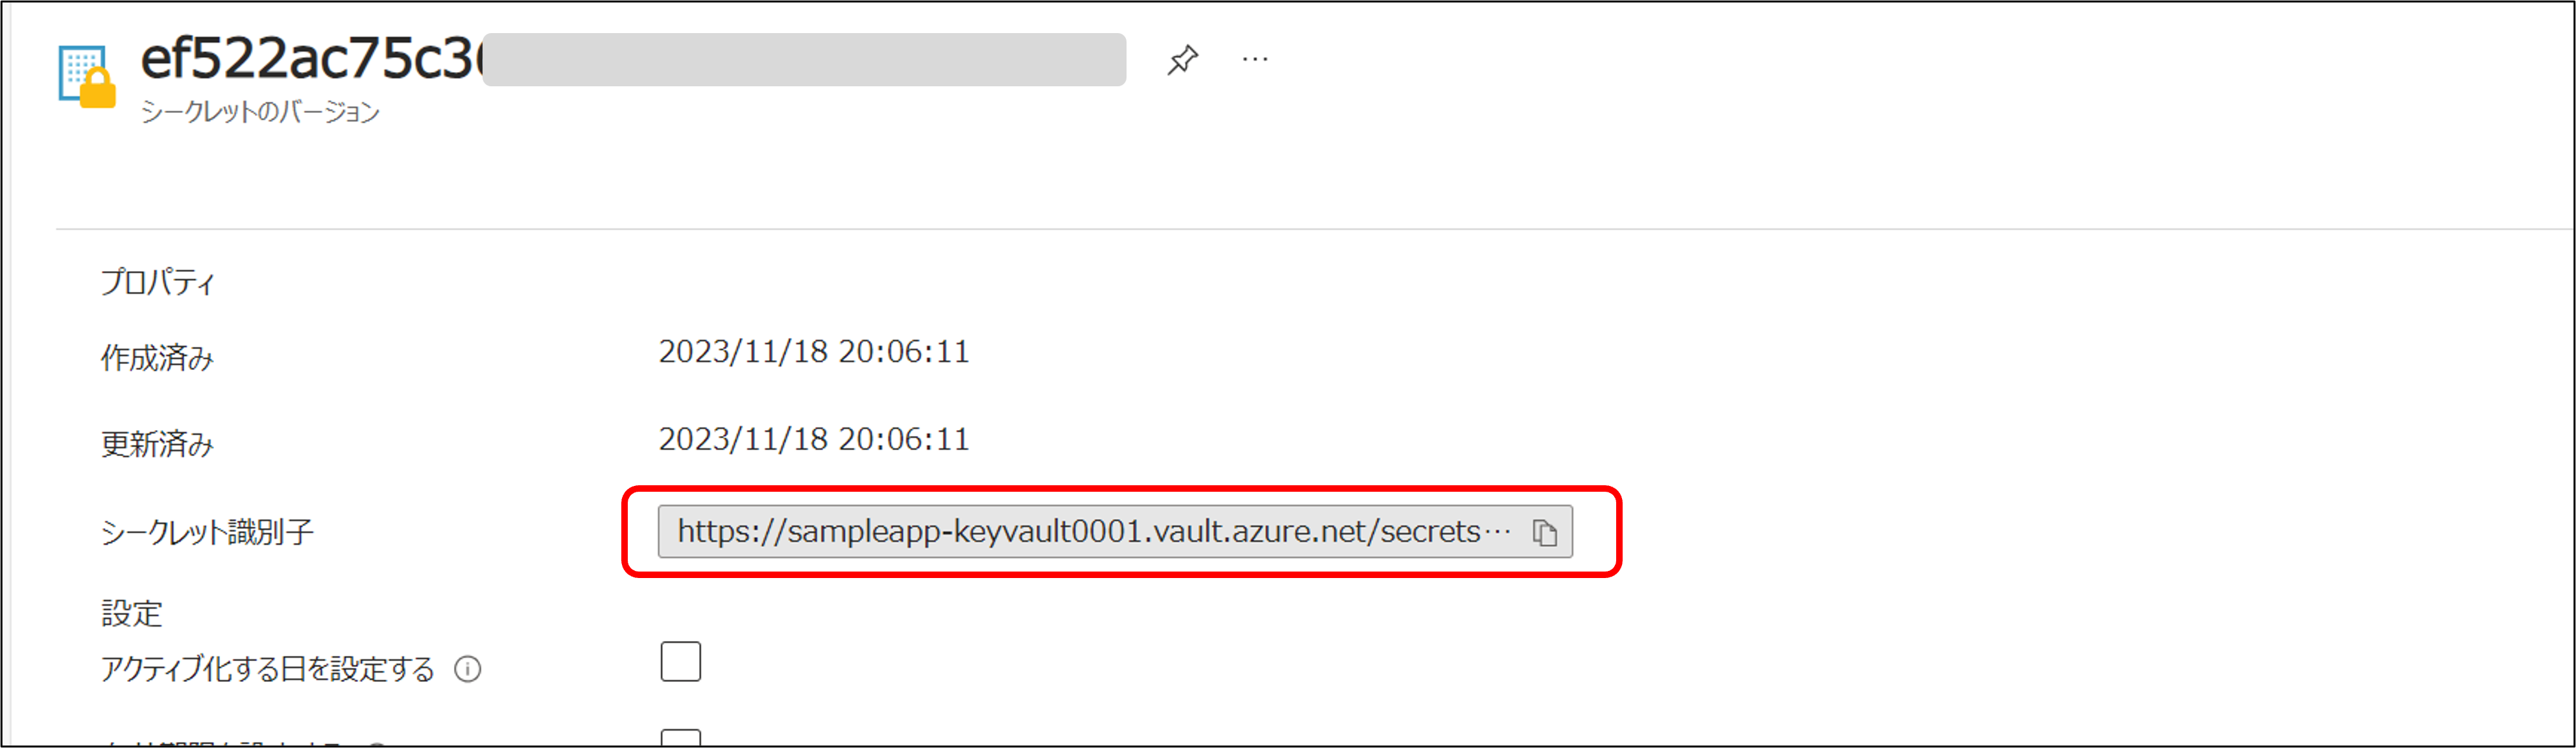 ef522ac75c3
シークレットのバージョン
プロパティ
作成済み 2023/11/18 20:06:11
更新済み 2023/11/18 20:06:11
シークレット識別子 https://sampleapp-keyvault0001.vault.azure.net/secrets…
設定
アクティブ化する日を設定する